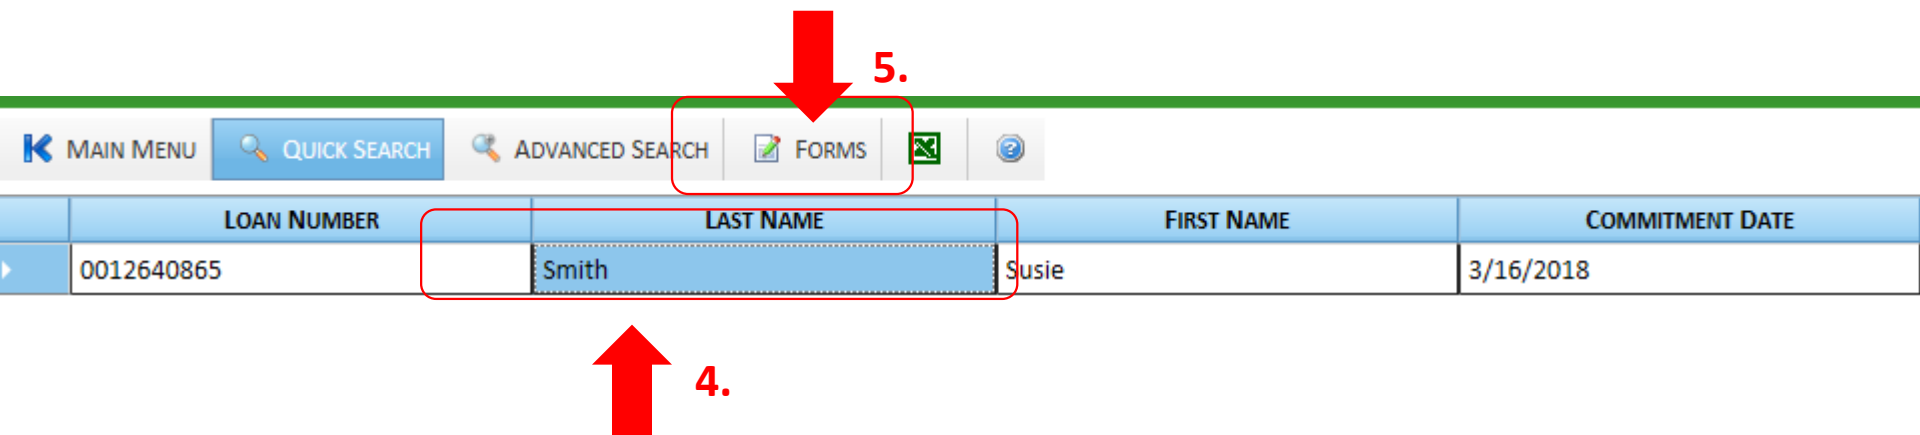 5.
MAIN MENU QUICK SEARCH ADVANCED SEARCH FORMS
LOAN NUMBER LAST NAME FIRST NAME COMMITMENT DATE
0012640865 Smith Susie 3/16/2018
4.